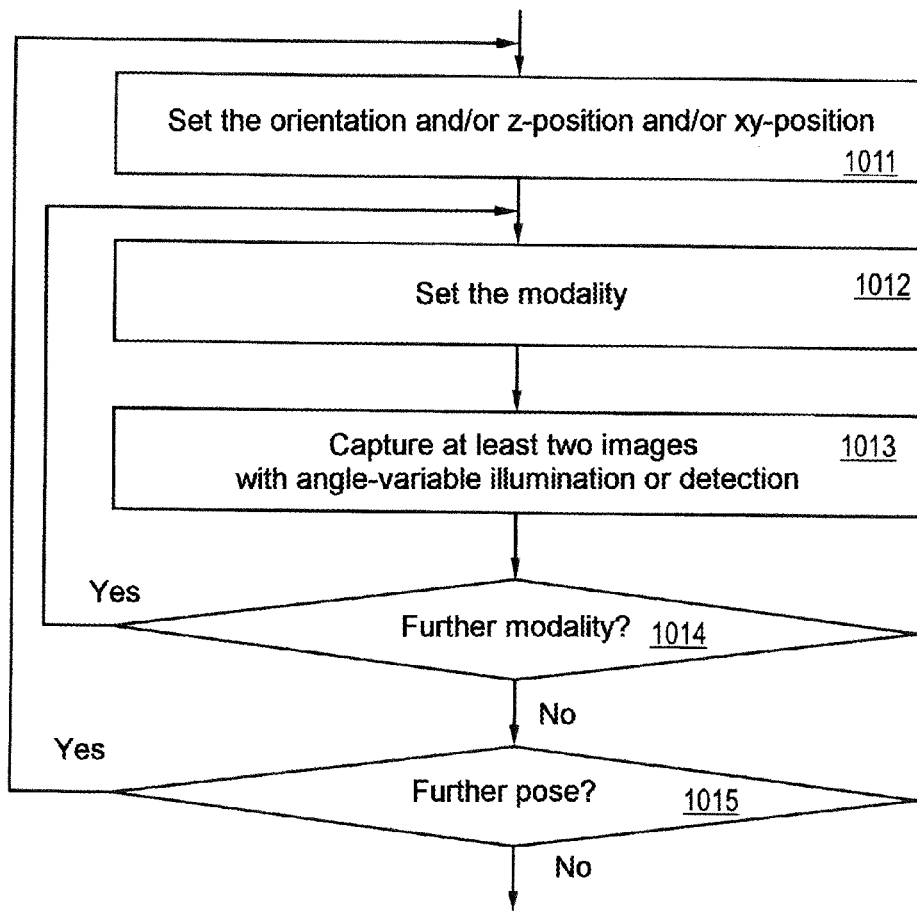 Set the orientation and/or z-position and/or xy-position
1011
Set the modality
1012
Capture at least two images
with angle-variable illumination or detection
1013
Yes
Further modality?
1014
No
Yes
Further pose?
1015
No